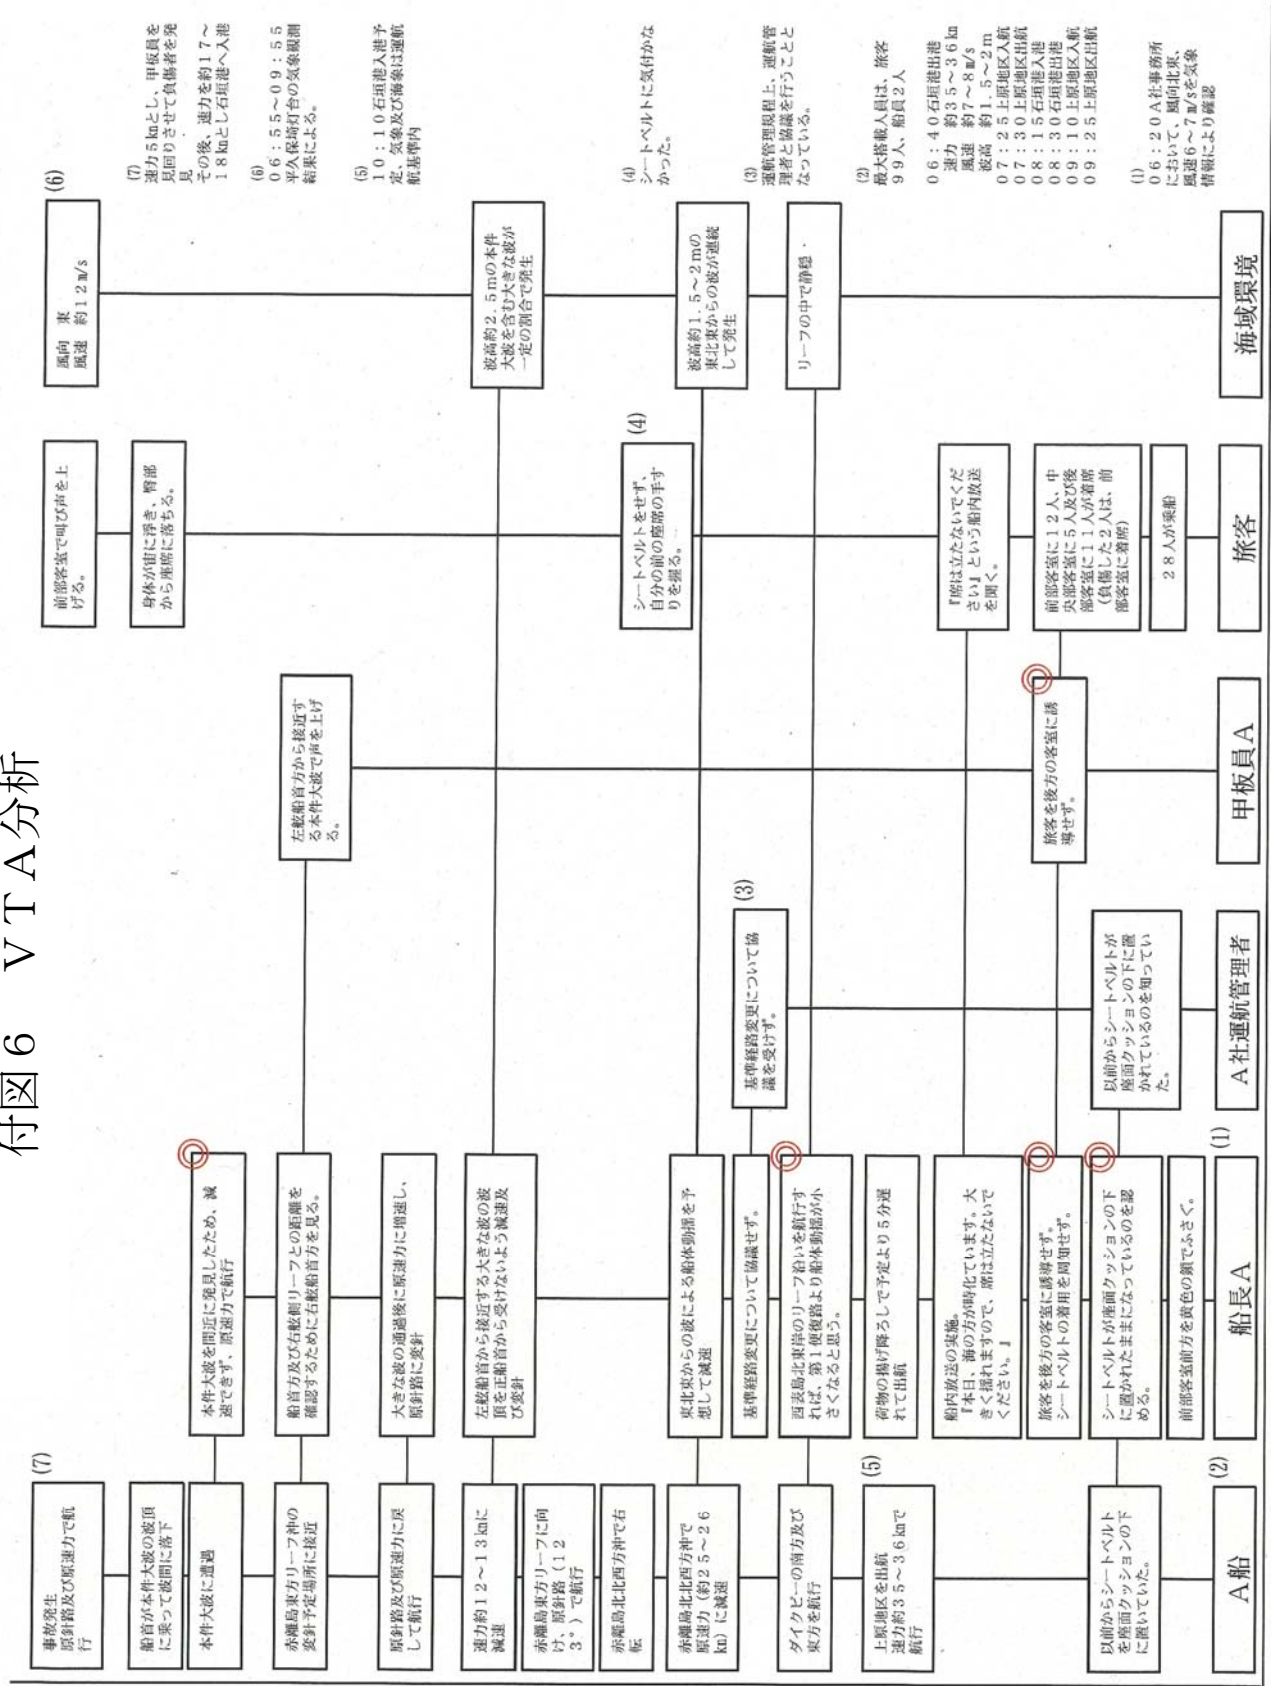 付図６　ＶＴＡ分析
(7)
事故発生
原針路及び原速力で航
行
船首が本件大波の波頂
に乗って波間に落下
本件大波に遭遇
赤離島東方リーフ沖の
変針予定場所に接近
原針路及び原速力に戻
して航行
速力約１２～１３knに
減速
赤離島東方リーフに向
け、原針路（１２
３°）で航行
赤離島北北西方沖で右
転
赤離島北北西方沖で
原速力（約２５～２６
kn）に減速
ダイクビーの南方及び
東方を航行
(5)
上原地区を出航
速力約３５～３６knで
航行
以前からシートベルト
を座面クッションの下
に置いていた。
(2)
Ａ船
本件大波を間近に発見したため、減
速できず、原速力で航行
船首方及び右舷側リーフとの距離を
確認するために右舷船首方を見る。
大きな波の通過後に原速力に増速し、
原針路に変針
左舷船首から接近する大きな波の波
頂を正船首から受けないよう減速及
び変針
東北東からの波による船体動揺を予
想して減速
基準経路変更について協議せず。
西表島北東岸のリーフ沿いを航行す
れば、第１便復路より船体動揺が小
さくなると思う。
荷物の揚げ降ろしで予定より５分遅
れて出航
船内放送の実施。
『本日、海の方が時化ています。大
きく揺れますので、席は立たないで
ください。』
旅客を後方の客室に誘導せず。
シートベルトの着用を周知せず。
シートベルトが座面クッションの下
に置かれたままになっているのを認
める。
前部客室前方を黄色の鎖でふさぐ。
(1)
船長Ａ
基準経路変更について協
議を受けず。
(3)
以前からシートベルトが
座面クッションの下に置
かれているのを知ってい
た。
Ａ社運航管理者
左舷船首方から接近す
る本件大波で声を上げ
る。
旅客を後方の客室に誘
導せず。
甲板員Ａ
前部客室で叫び声を上
げる。
身体が宙に浮き、臀部
から座席に落ちる。
シートベルトをせず、
自分の前の座席の手す
りを握る。
(4)
『席は立たないでくだ
さい』という船内放送
を聞く。
前部客室に１２人、中
央部客室に５人及び後
部客室に１１人が着席
（負傷した２人は、前
部客室に着席）
２８人が乗船
旅客
(6)
風向　東
風速　約１２m/s
波高約２.５mの本件
大波を含む大きな波が
一定の割合で発生
波高約１.５～２mの
東北東からの波が連続
して発生
リーフの中で静穏
海域環境
(7)
速力５knとし、甲板員を
見回りさせて負傷者を発
見
その後、速力を約１７～
１８knとし石垣港へ入港
(6)
０６:５５～０９:５５
平久保埼灯台の気象観測
結果による。
(5)
１０:１０石垣港入港予
定、気象及び海象は運航
航基準内
(4)
シートベルトに気付かな
かった。
(3)
運航管理規程上、運航管
理者と協議を行うことと
なっている。
(2)
最大搭載人員は、旅客
９９人、船員２人
０６:４０石垣港出港
速力　約３５～３６kn
風速　約７～８m/s
波高　約１.５～２m
０７:２５上原地区入航
０７:３０上原地区出航
０８:１５石垣港入港
０８:３０石垣港出港
０９:１０上原地区入航
０９:２５上原地区出航
(1)
０６:２０Ａ社事務所
において、風向北東、
風速６～７m/sを気象
情報により確認